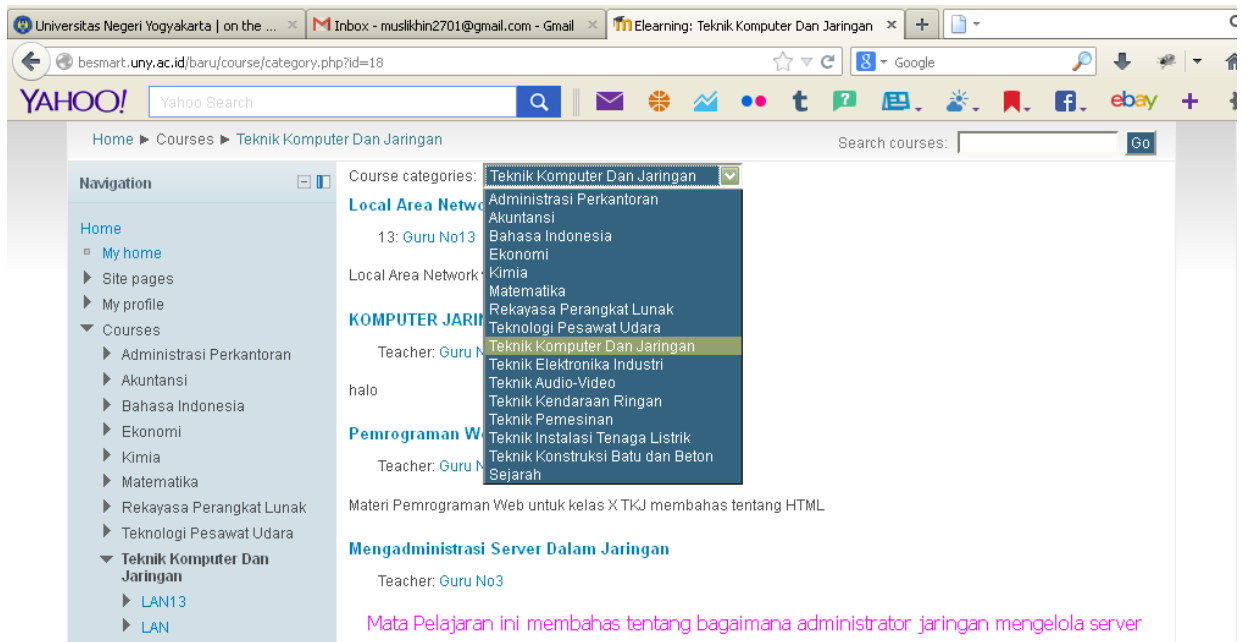 Universitas Negeri Yogyakarta | on the ...
Inbox - muslikhin2701@gmail.com - Gmail
Elearning: Teknik Komputer Dan Jaringan
besmart.uny.ac.id/baru/course/category.php?id=18
Google
YAHOO!
Yahoo Search
ebay
Home ► Courses ► Teknik Komputer Dan Jaringan
Search courses:
Go
Navigation
Home
My home
Site pages
My profile
Courses
Administrasi Perkantoran
Akuntansi
Bahasa Indonesia
Ekonomi
Kimia
Matematika
Rekayasa Perangkat Lunak
Teknologi Pesawat Udara
Teknik Komputer Dan
Jaringan
LAN13
LAN
Course categories: Teknik Komputer Dan Jaringan
Administrasi Perkantoran
Akuntansi
Bahasa Indonesia
Ekonomi
Kimia
Matematika
Rekayasa Perangkat Lunak
Teknologi Pesawat Udara
Teknik Komputer Dan Jaringan
Teknik Elektronika Industri
Teknik Audio-Video
Teknik Kendaraan Ringan
Teknik Pemesinan
Teknik Instalasi Tenaga Listrik
Teknik Konstruksi Batu dan Beton
Sejarah
Local Area
13: Guru No13
Local Area Network
KOMPUTER
Teacher: Guru
halo
Pemrograman
Teacher: Guru
Materi Pemrograman Web untuk kelas X TKJ membahas tentang HTML
Mengadministrasi Server Dalam Jaringan
Teacher: Guru No3
Mata Pelajaran ini membahas tentang bagaimana administrator jaringan mengelola server